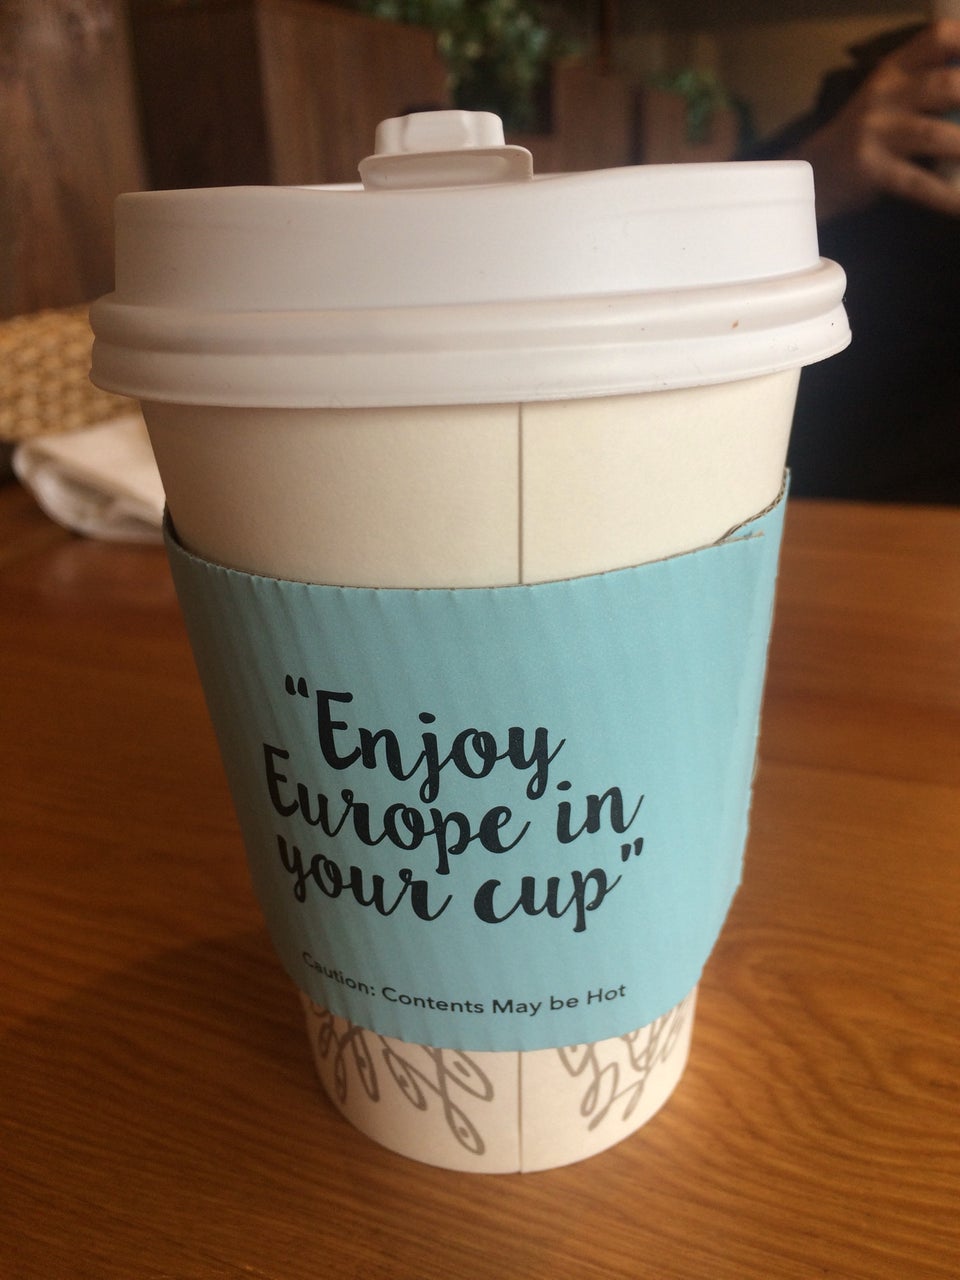 “Enjoy
Europe in
your cup”
Caution: Contents May be Hot